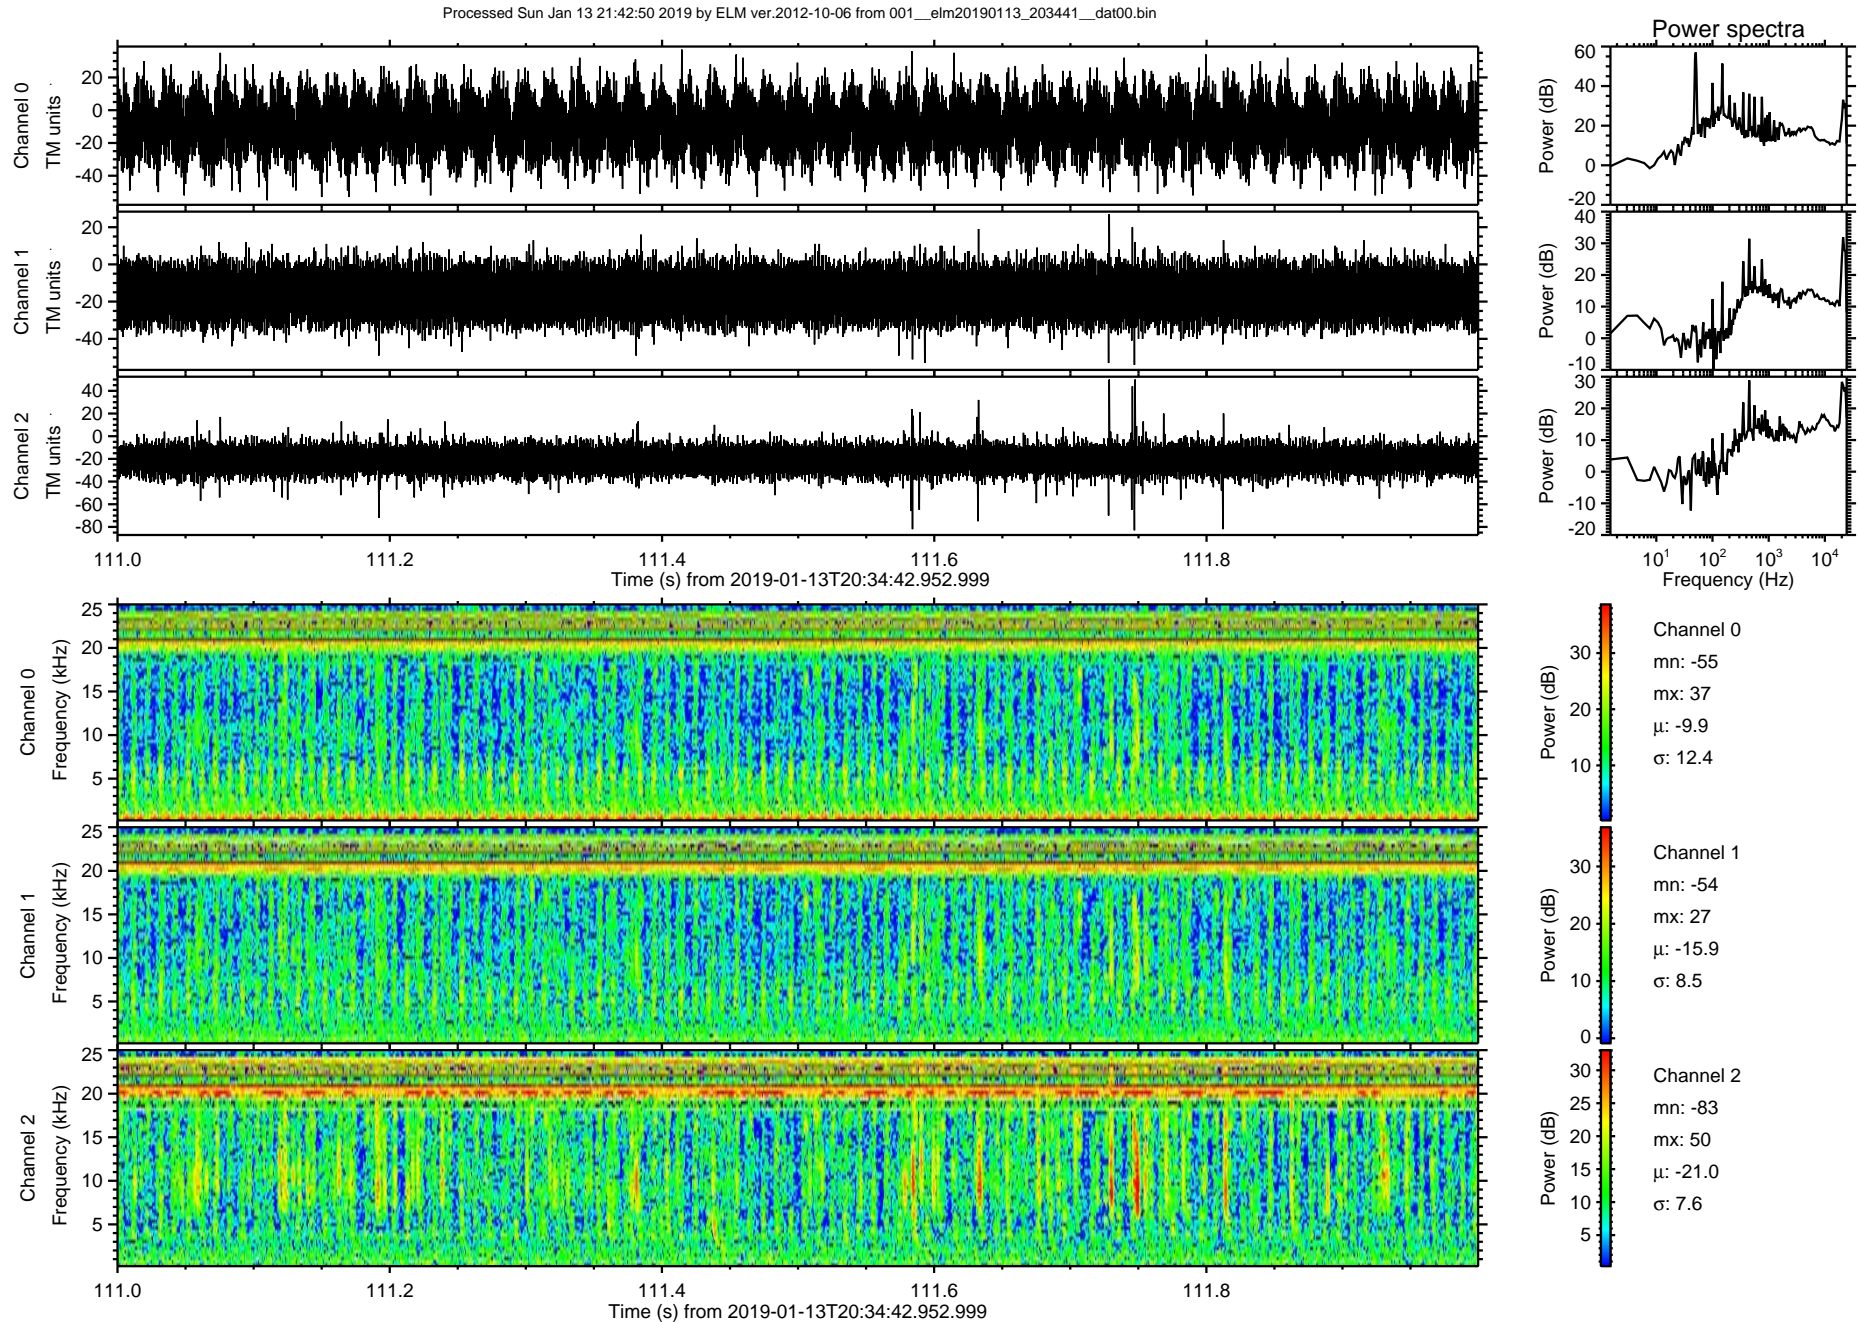 Processed Sun Jan 13 21:42:50 2019 by ELM ver.2012-10-06 from 001__elm20190113_203441__dat00.bin
Power spectra
Channel 0
TM units
20
0
-20
-40
Power (dB)
60
40
20
0
-20
Channel 1
TM units
20
0
-20
-40
Power (dB)
40
30
20
10
0
-10
Channel 2
TM units
40
20
0
-20
-40
-60
-80
Power (dB)
30
20
10
0
-10
-20
111.0 111.2 111.4 111.6 111.8
Time (s) from 2019-01-13T20:34:42.952.999
10¹ 10² 10³ 10⁴
Frequency (Hz)
Channel 0
Frequency (kHz)
25
20
15
10
5
Power (dB)
30
20
10
Channel 0
mn: -55
mx: 37
μ: -9.9
σ: 12.4
Channel 1
Frequency (kHz)
25
20
15
10
5
Power (dB)
30
20
10
0
Channel 1
mn: -54
mx: 27
μ: -15.9
σ: 8.5
Channel 2
Frequency (kHz)
25
20
15
10
5
Power (dB)
30
25
20
15
10
5
Channel 2
mn: -83
mx: 50
μ: -21.0
σ: 7.6
111.0 111.2 111.4 111.6 111.8
Time (s) from 2019-01-13T20:34:42.952.999